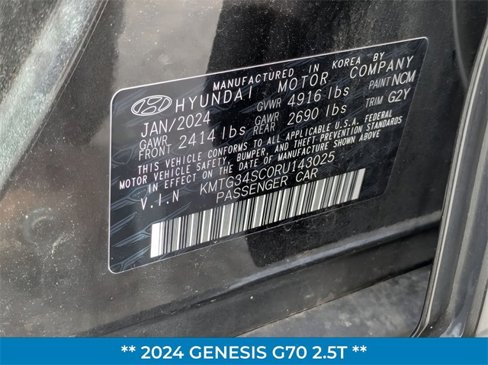 MANUFACTURED IN KOREA BY
HYUNDAI MOTOR COMPANY
JAN/2024 GVWR 4916 lbs PAINT NCM
GAWR FRONT 2414 lbs GAWR REAR 2690 lbs TRIM G2Y
THIS VEHICLE CONFORMS TO ALL APPLICABLE U.S.A. FEDERAL
MOTOR VEHICLE SAFETY, BUMPER, AND THEFT PREVENTION STANDARDS
IN EFFECT ON THE DATE OF MANUFACTURE SHOWN ABOVE.
V.I.N KMTG34SC0RU143025
PASSENGER CAR
** 2024 GENESIS G70 2.5T **